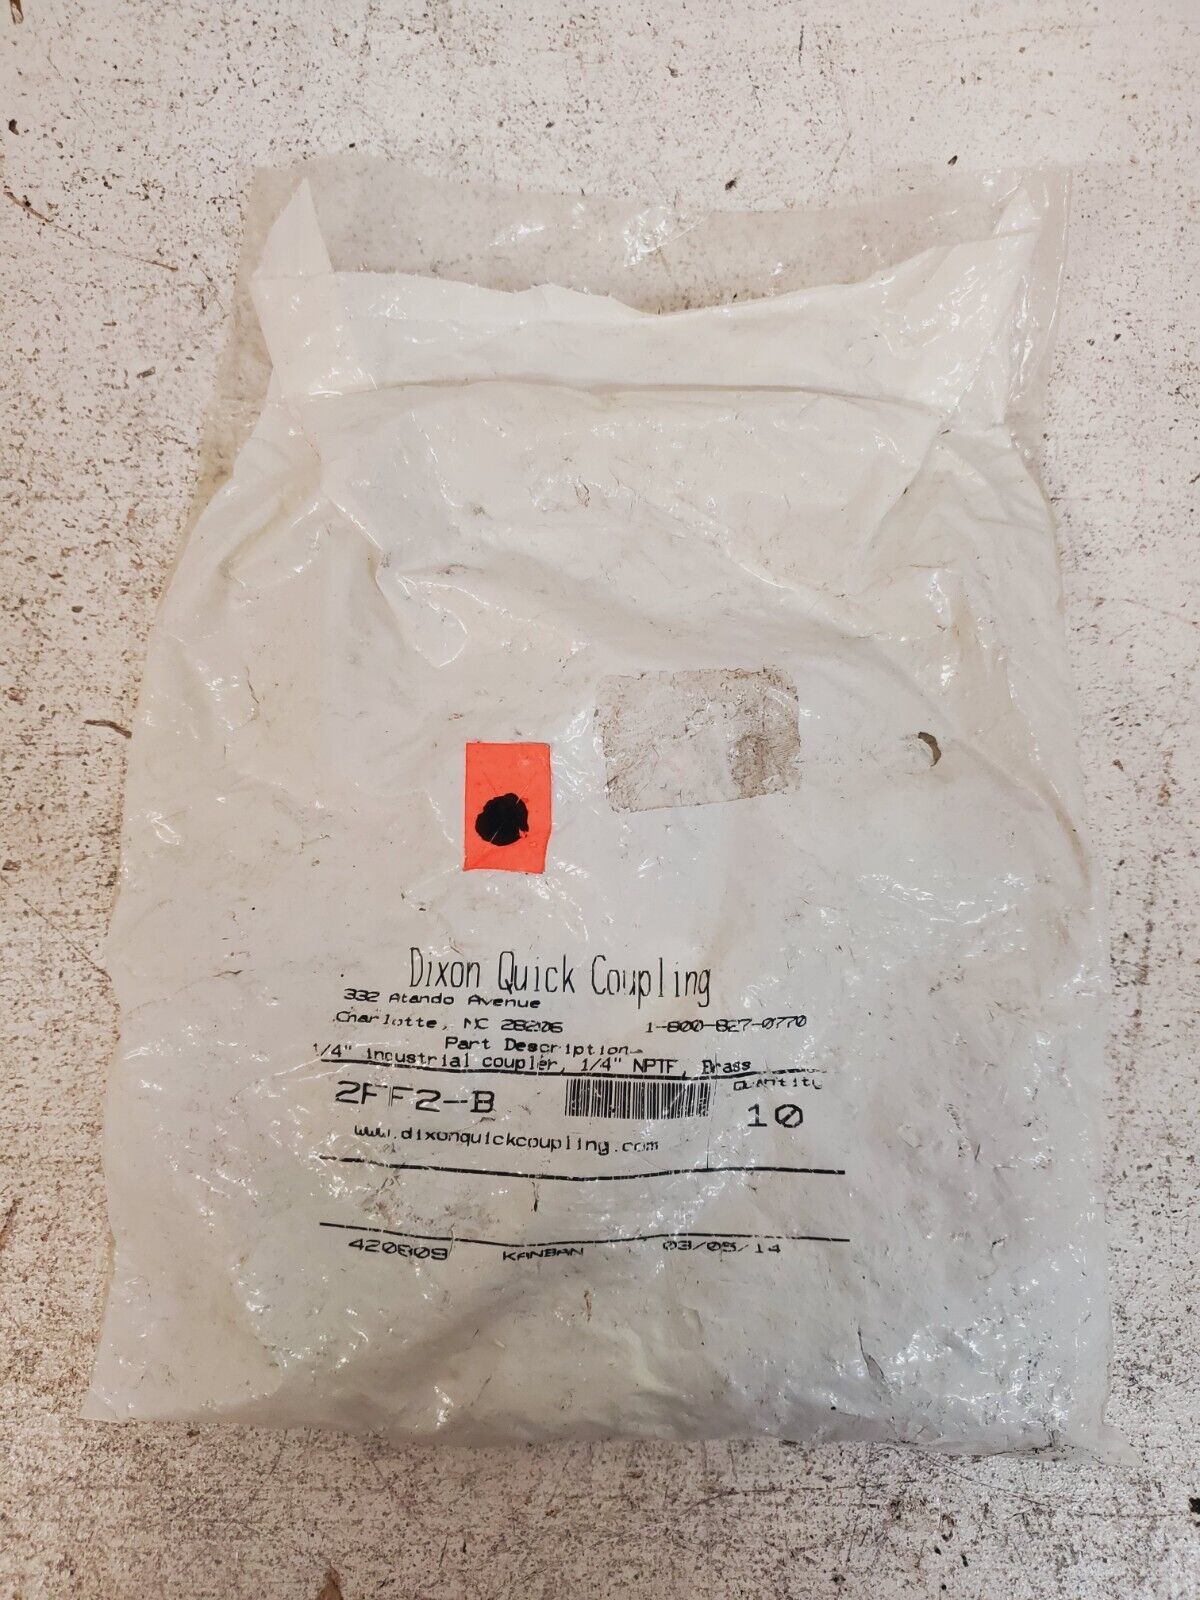 Dixon Quick Coupling
332 Atando Avenue
Charlotte, NC 28206 1-800-827-0770
Part Description
1/4" industrial coupler, 1/4" NPTF, Brass
Quantity
2FF2-B 10
www.dixonquickcoupling.com
420809 KANBAN 03/05/14